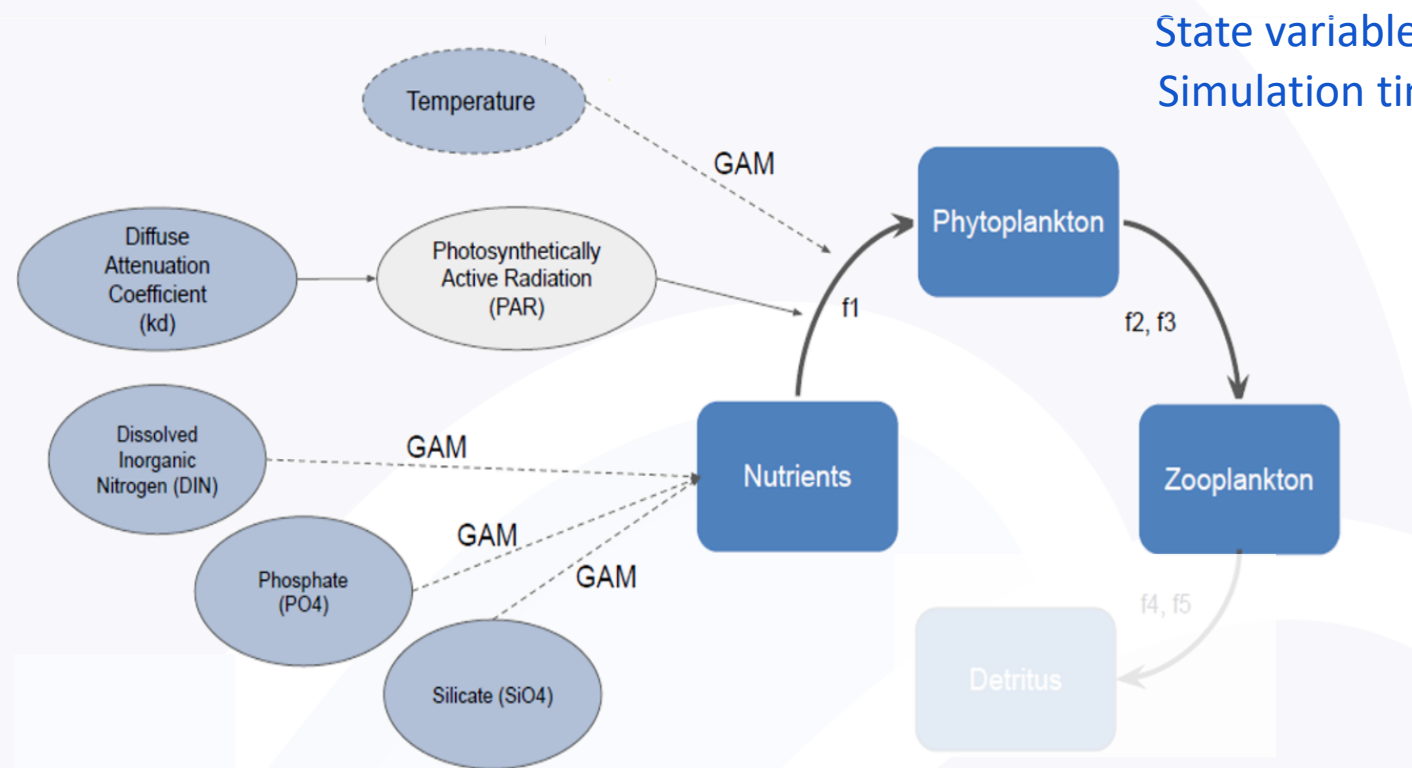 State variable
Simulation
Temperature
GAM
Phytoplankton
Diffuse
Attenuation
Coefficient
(kd)
Photosynthetically
Active Radiation
(PAR)
f1
f2, f3
Dissolved
Inorganic
Nitrogen (DIN)
GAM
Nutrients
Zooplankton
GAM
Phosphate
(PO4)
GAM
f4, f5
Silicate (SiO4)
Detritus